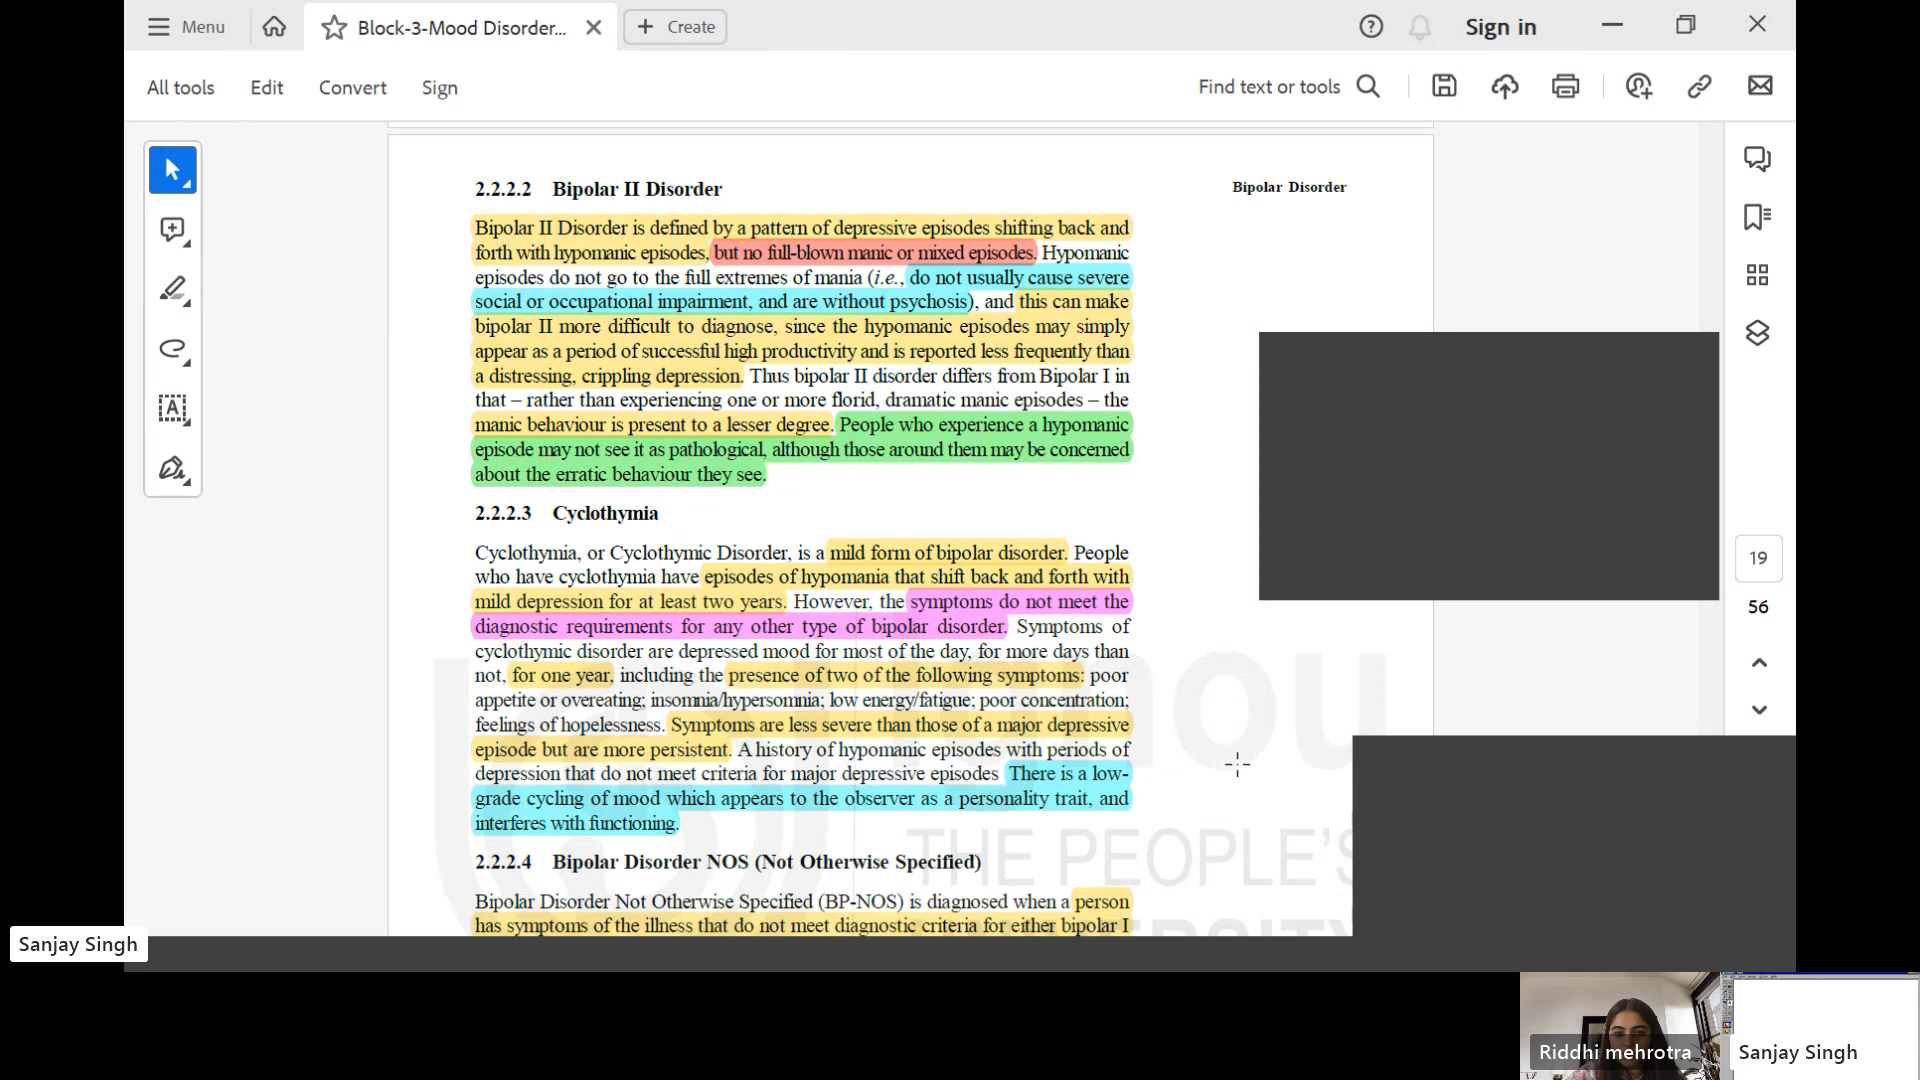 Menu
Block-3-Mood Disorder...
Create
Sign in
All tools
Edit
Convert
Sign
Find text or tools
2.2.2.2 Bipolar II Disorder
Bipolar Disorder
Bipolar II Disorder is defined by a pattern of depressive episodes shifting back and
forth with hypomanic episodes, but no full-blown manic or mixed episodes. Hypomanic
episodes do not go to the full extremes of mania (i.e., do not usually cause severe
social or occupational impairment, and are without psychosis), and this can make
bipolar II more difficult to diagnose, since the hypomanic episodes may simply
appear as a period of successful high productivity and is reported less frequently than
a distressing, crippling depression. Thus bipolar II disorder differs from Bipolar I in
that – rather than experiencing one or more florid, dramatic manic episodes – the
manic behaviour is present to a lesser degree. People who experience a hypomanic
episode may not see it as pathological, although those around them may be concerned
about the erratic behaviour they see.
2.2.2.3 Cyclothymia
Cyclothymia, or Cyclothymic Disorder, is a mild form of bipolar disorder. People
who have cyclothymia have episodes of hypomania that shift back and forth with
mild depression for at least two years. However, the symptoms do not meet the
diagnostic requirements for any other type of bipolar disorder. Symptoms of
cyclothymic disorder are depressed mood for most of the day, for more days than
not, for one year, including the presence of two of the following symptoms: poor
appetite or overeating; insomnia/hypersomnia; low energy/fatigue; poor concentration;
feelings of hopelessness. Symptoms are less severe than those of a major depressive
episode but are more persistent. A history of hypomanic episodes with periods of
depression that do not meet criteria for major depressive episodes There is a low-
grade cycling of mood which appears to the observer as a personality trait, and
interferes with functioning.
2.2.2.4 Bipolar Disorder NOS (Not Otherwise Specified)
Bipolar Disorder Not Otherwise Specified (BP-NOS) is diagnosed when a person
has symptoms of the illness that do not meet diagnostic criteria for either bipolar I
ignou
THE PEOPLE'S
UNIVERSITY
19
56
Sanjay Singh
Riddhi mehrotra
Sanjay Singh